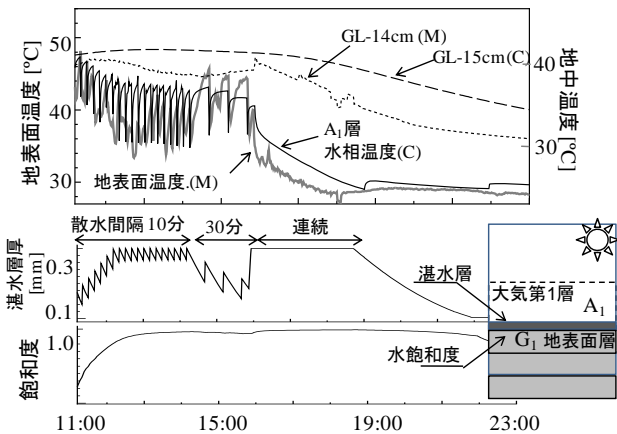 50
40
30
地表面温度 [ºC]
GL-14cm (M)
GL-15cm(C)
40
30
地中温度 [ºC]
A1層
水相温度(C)
地表面温度.(M)
散水間隔 10分
30分
連続
湛水層厚 [mm]
0.3
0.1
湛水層
大気第1層
A1
飽和度
1.0
水飽和度
G1 地表面層
11:00
15:00
19:00
23:00